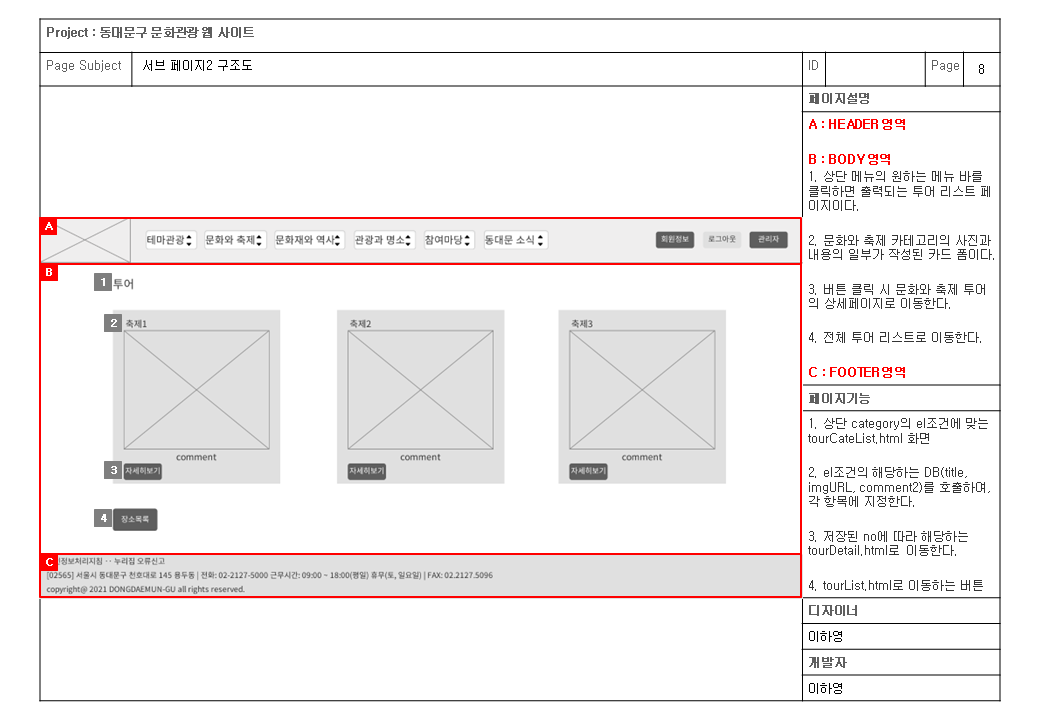 Project : 동대문구 문화관광 웹 사이트
Page Subject 서브 페이지2 구조도 ID Page 8
페이지설명
A : HEADER 영역
B : BODY 영역
1. 상단 메뉴의 원하는 메뉴 바를
클릭하면 출력되는 투어 리스트 페
이지이다.
2. 문화와 축제 카테고리의 사진과
내용의 일부가 작성된 카드 폼이다.
3. 버튼 클릭 시 문화와 축제 투어
의 상세페이지로 이동한다.
4. 전체 투어 리스트로 이동한다.
C : FOOTER 영역
페이지기능
1. 상단 category의 el조건에 맞는
tourCateList.html 화면
2. el조건의 해당하는 DB(title,
imgURL, comment2)를 호출하여,
각 항목에 지정한다.
3. 저장된 no에 따라 해당하는
tourDetail.html로 이동한다.
4. tourList.html로 이동하는 버튼
디자이너
이하영
개발자
이하영
A
테마관광 문화와 축제 문화재와 역사 관광과 명소 참여마당 동대문 소식 회원정보 로그아웃 관리자
B
1 투어
2 축제1 축제2 축제3
comment comment comment
3 자세히보기 자세히보기 자세히보기
4 장소목록
C 정보처리지침 · · 누리집 오류신고
[02565] 서울시 동대문구 천호대로 145 용두동 | 전화: 02-2127-5000 근무시간: 09:00 ~ 18:00(평일) 휴무(토, 일요일) | FAX: 02.2127.5096
copyright@ 2021 DONGDAEMUN-GU all rights reserved.